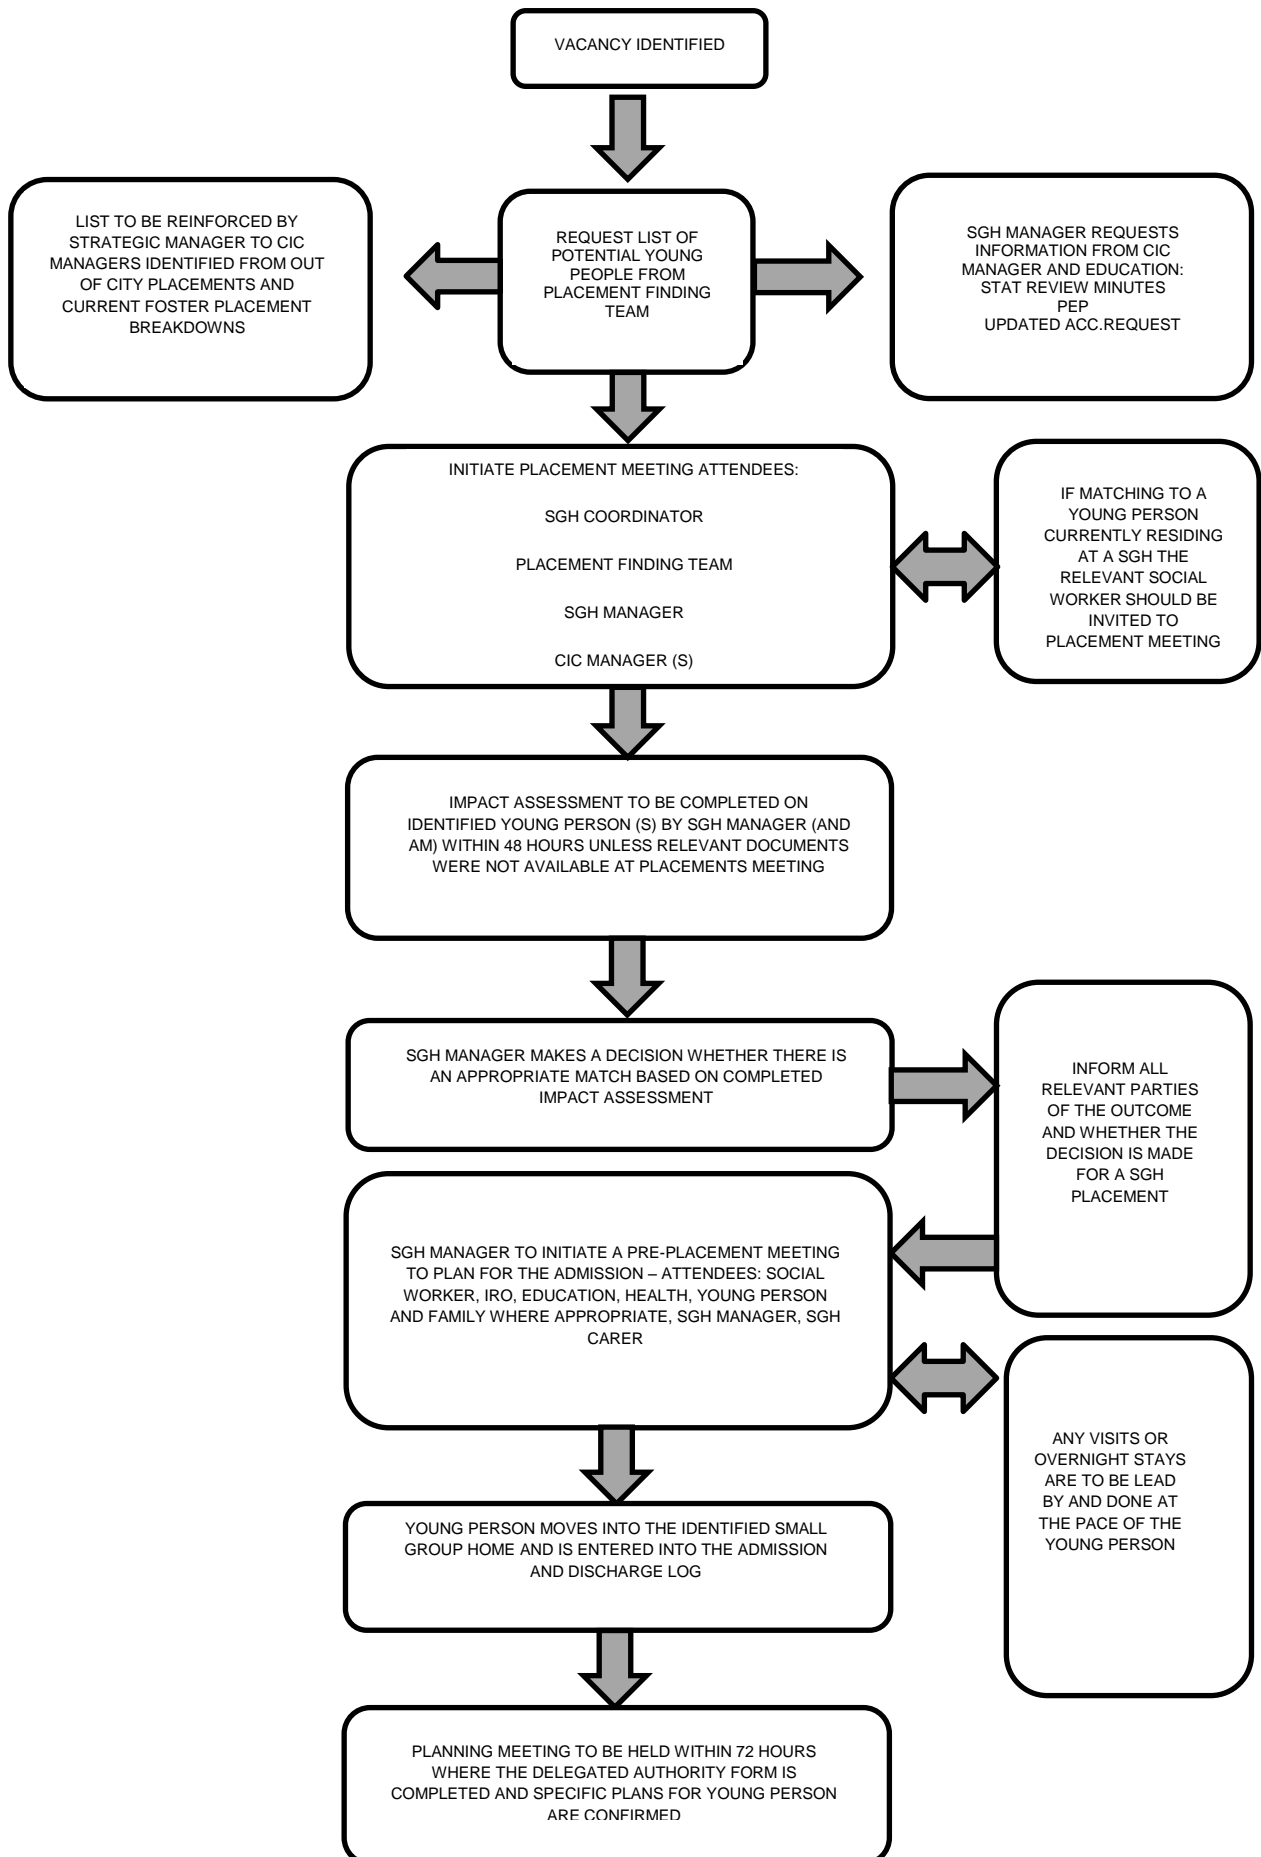 VACANCY IDENTIFIED
LIST TO BE REINFORCED BY
STRATEGIC MANAGER TO CIC
MANAGERS IDENTIFIED FROM OUT
OF CITY PLACEMENTS AND
CURRENT FOSTER PLACEMENT
BREAKDOWNS
REQUEST LIST OF
POTENTIAL YOUNG
PEOPLE FROM
PLACEMENT FINDING
TEAM
SGH MANAGER REQUESTS
INFORMATION FROM CIC
MANAGER AND EDUCATION:
STAT REVIEW MINUTES
PEP
UPDATED ACC.REQUEST
INITIATE PLACEMENT MEETING ATTENDEES:
SGH COORDINATOR
PLACEMENT FINDING TEAM
SGH MANAGER
CIC MANAGER (S)
IF MATCHING TO A
YOUNG PERSON
CURRENTLY RESIDING
AT A SGH THE
RELEVANT SOCIAL
WORKER SHOULD BE
INVITED TO
PLACEMENT MEETING
IMPACT ASSESSMENT TO BE COMPLETED ON
IDENTIFIED YOUNG PERSON (S) BY SGH MANAGER (AND
AM) WITHIN 48 HOURS UNLESS RELEVANT DOCUMENTS
WERE NOT AVAILABLE AT PLACEMENTS MEETING
SGH MANAGER MAKES A DECISION WHETHER THERE IS
AN APPROPRIATE MATCH BASED ON COMPLETED
IMPACT ASSESSMENT
INFORM ALL
RELEVANT PARTIES
OF THE OUTCOME
AND WHETHER THE
DECISION IS MADE
FOR A SGH
PLACEMENT
SGH MANAGER TO INITIATE A PRE-PLACEMENT MEETING
TO PLAN FOR THE ADMISSION – ATTENDEES: SOCIAL
WORKER, IRO, EDUCATION, HEALTH, YOUNG PERSON
AND FAMILY WHERE APPROPRIATE, SGH MANAGER, SGH
CARER
ANY VISITS OR
OVERNIGHT STAYS
ARE TO BE LEAD
BY AND DONE AT
THE PACE OF THE
YOUNG PERSON
YOUNG PERSON MOVES INTO THE IDENTIFIED SMALL
GROUP HOME AND IS ENTERED INTO THE ADMISSION
AND DISCHARGE LOG
PLANNING MEETING TO BE HELD WITHIN 72 HOURS
WHERE THE DELEGATED AUTHORITY FORM IS
COMPLETED AND SPECIFIC PLANS FOR YOUNG PERSON
ARE CONFIRMED